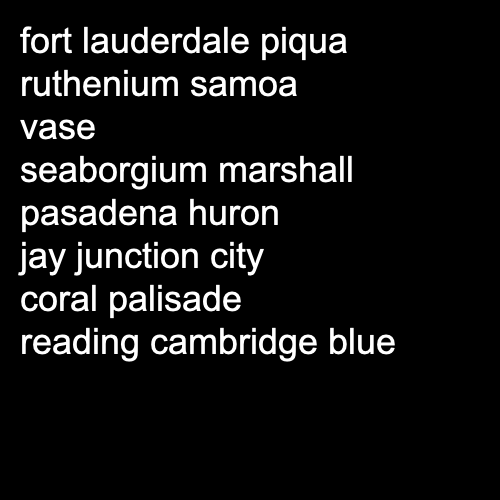 fort lauderdale piqua
ruthenium samoa
vase
seaborgium marshall
pasadena huron
jay junction city
coral palisade
reading cambridge blue